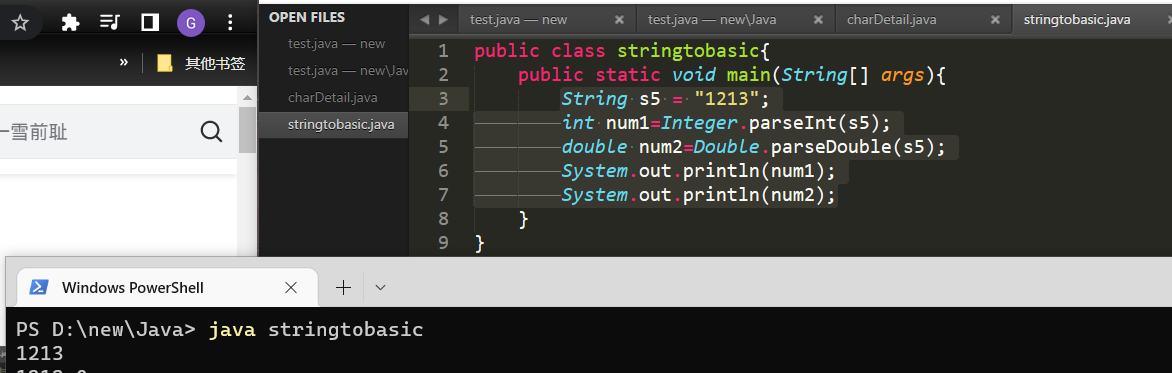 G
»
其他书签
一雪前耻
OPEN FILES
test.java — new
test.java — new\Jav
charDetail.java
stringtobasic.java
test.java — new
test.java — new\Java
charDetail.java
stringtobasic.java
1 public class stringtobasic{
2 public static void main(String[] args){
3 String s5 = "1213";
4 int num1=Integer.parseInt(s5);
5 double num2=Double.parseDouble(s5);
6 System.out.println(num1);
7 System.out.println(num2);
8 }
9 }
Windows PowerShell
PS D:\new\Java> java stringtobasic
1213
1213.0